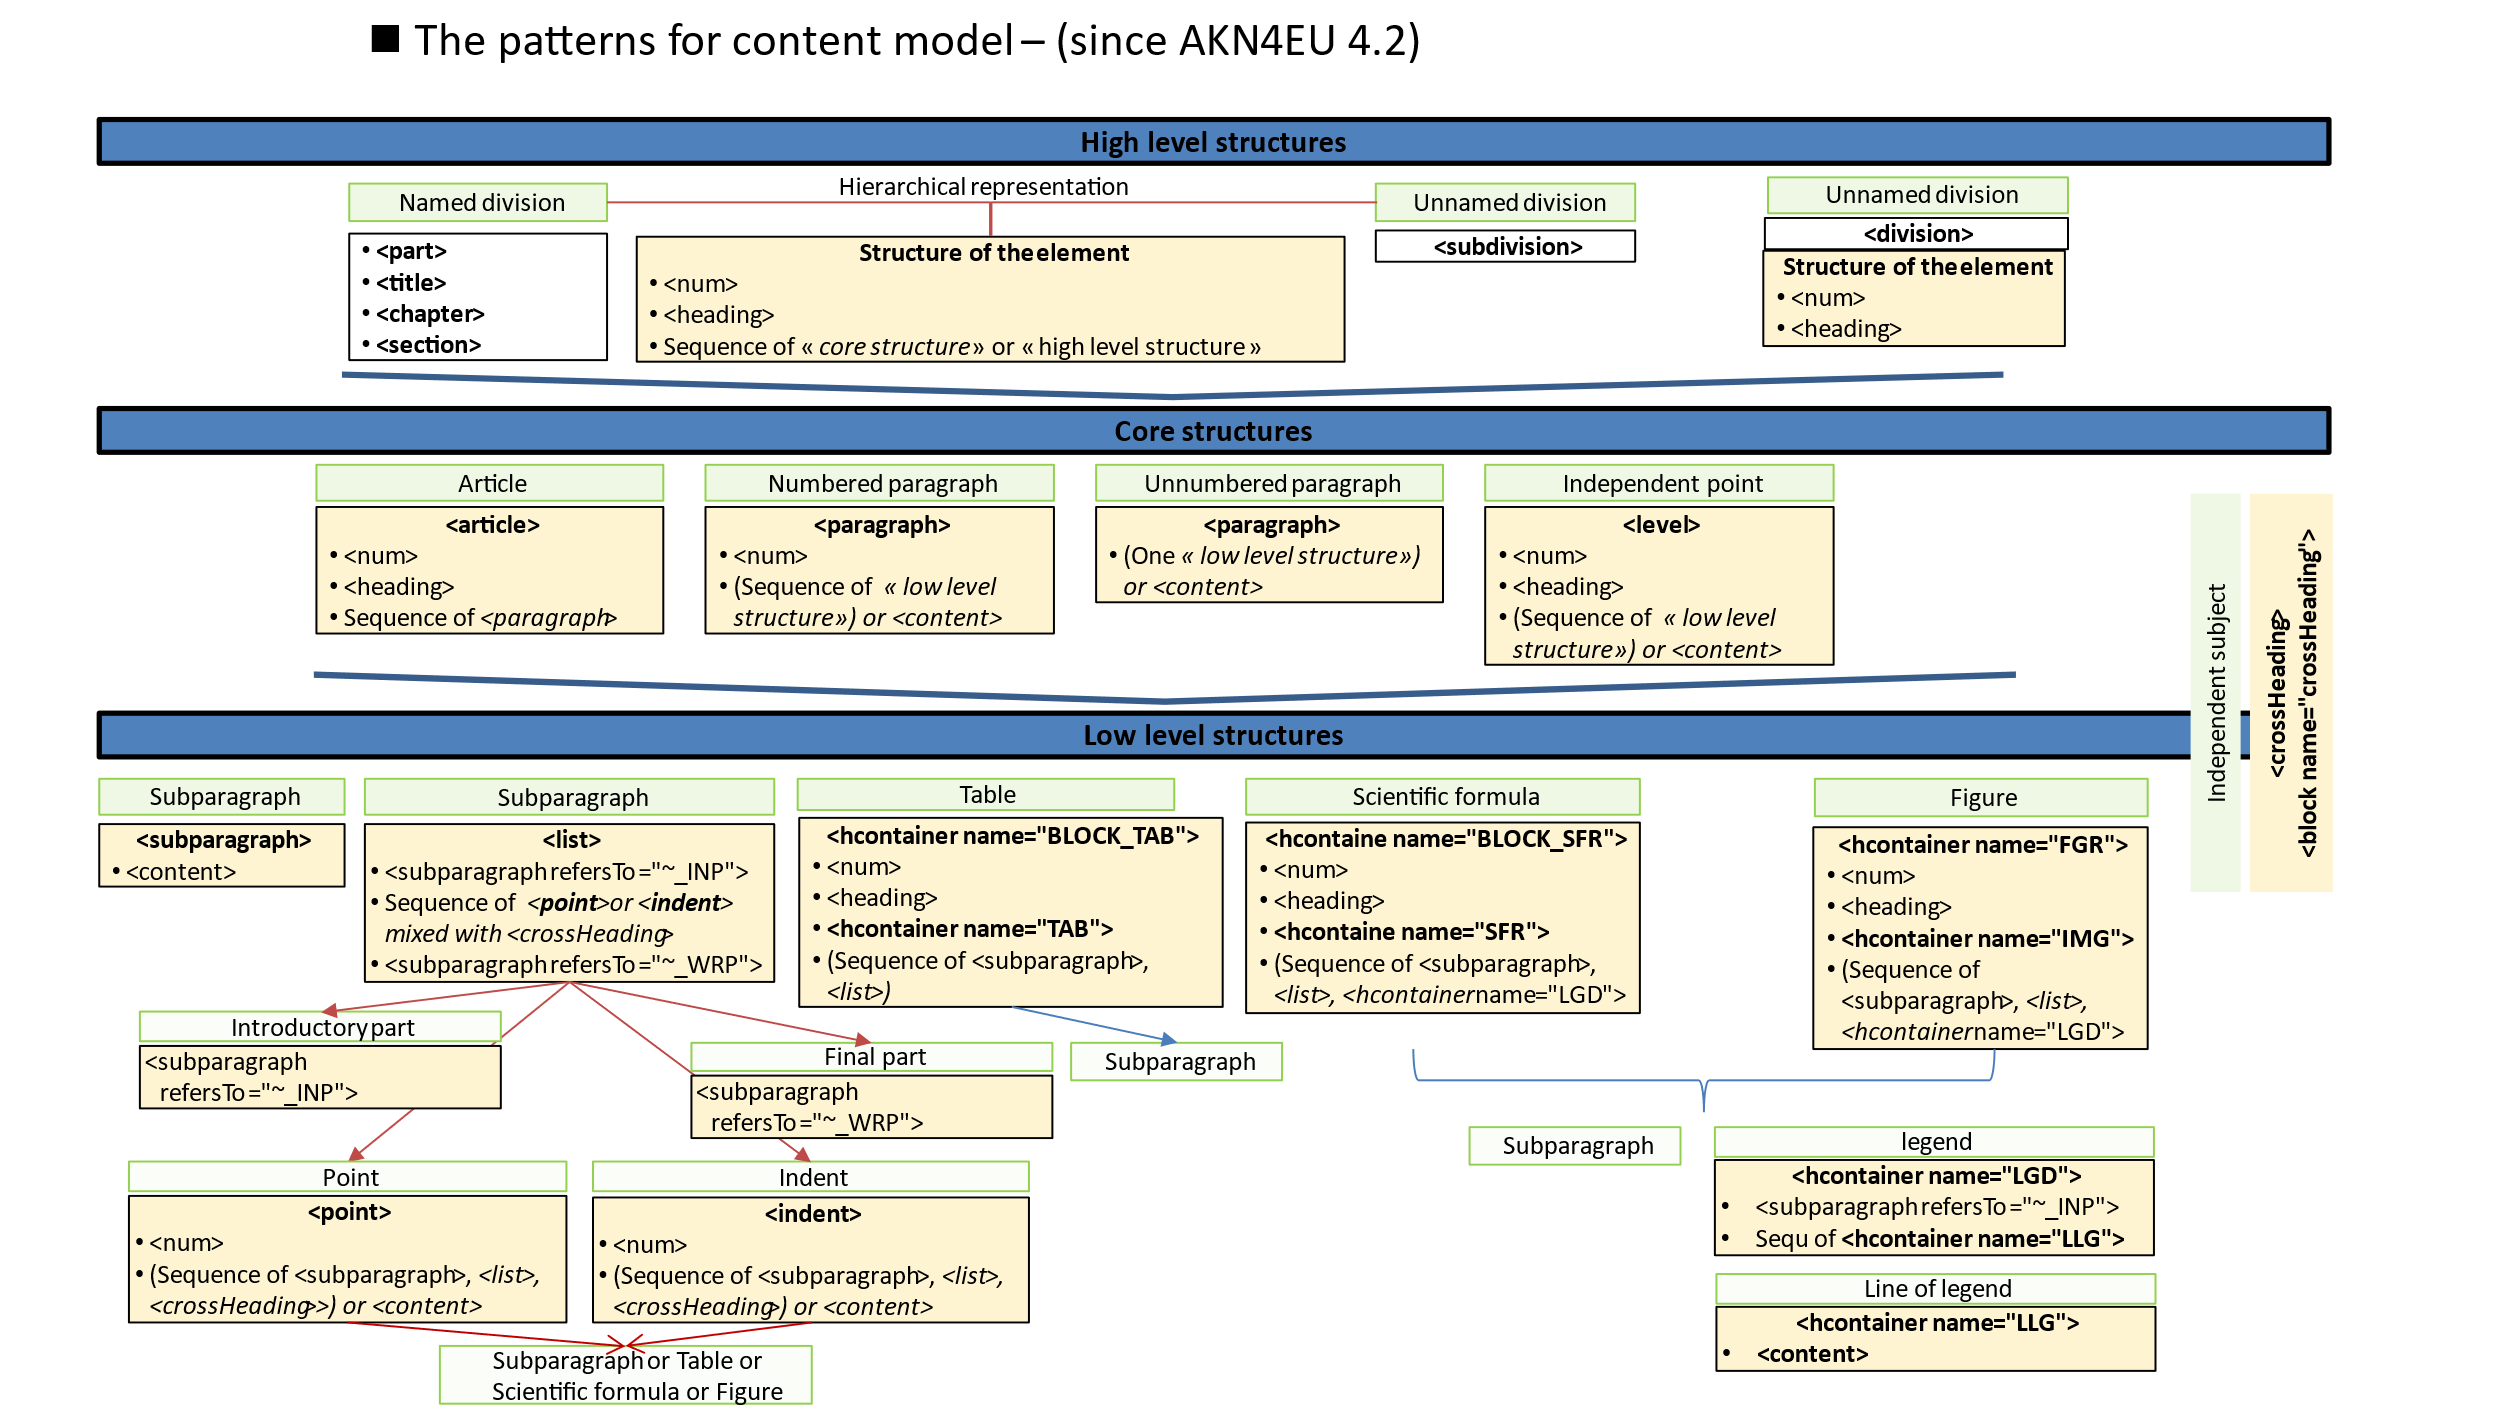 ■ The patterns for content model – (since AKN4EU 4.2)
High level structures
Named division
Hierarchical representation
Unnamed division
Unnamed division
• <part>
• <title>
• <chapter>
• <section>
Structure of the element
• <num>
• <heading>
• Sequence of « core structure » or « high level structure »
<subdivision>
<division>
Structure of the element
• <num>
• <heading>
Core structures
Article
<article>
• <num>
• <heading>
• Sequence of <paragraph>
Numbered paragraph
<paragraph>
• <num>
• (Sequence of « low level
structure ») or <content>
Unnumbered paragraph
<paragraph>
• (One « low level structure »)
or <content>
Independent point
<level>
• <num>
• <heading>
• (Sequence of « low level
structure ») or <content>
Independent subject
<crossHeading>
<block name="crossHeading">
Low level structures
Subparagraph
<subparagraph>
• <content>
Subparagraph
<list>
• <subparagraph refersTo="~_INP">
• Sequence of <point> or <indent>
mixed with <crossHeading>
• <subparagraph refersTo="~_WRP">
Table
<hcontainer name="BLOCK_TAB">
• <num>
• <heading>
• <hcontainer name="TAB">
• (Sequence of <subparagraph>,
<list>)
Scientific formula
<hcontaine name="BLOCK_SFR">
• <num>
• <heading>
• <hcontaine name="SFR">
• (Sequence of <subparagraph>,
<list>, <hcontainer name="LGD">
Figure
<hcontainer name="FGR">
• <num>
• <heading>
• <hcontainer name="IMG">
• (Sequence of
<subparagraph>, <list>,
<hcontainer name="LGD">
Introductory part
<subparagraph
refersTo="~_INP">
Final part
<subparagraph
refersTo="~_WRP">
Subparagraph
Point
<point>
• <num>
• (Sequence of <subparagraph>, <list>,
<crossHeading>>) or <content>
Indent
<indent>
• <num>
• (Sequence of <subparagraph>, <list>,
<crossHeading>) or <content>
Subparagraph or Table or
Scientific formula or Figure
Subparagraph
legend
<hcontainer name="LGD">
• <subparagraph refersTo="~_INP">
• Sequ of <hcontainer name="LLG">
Line of legend
<hcontainer name="LLG">
• <content>